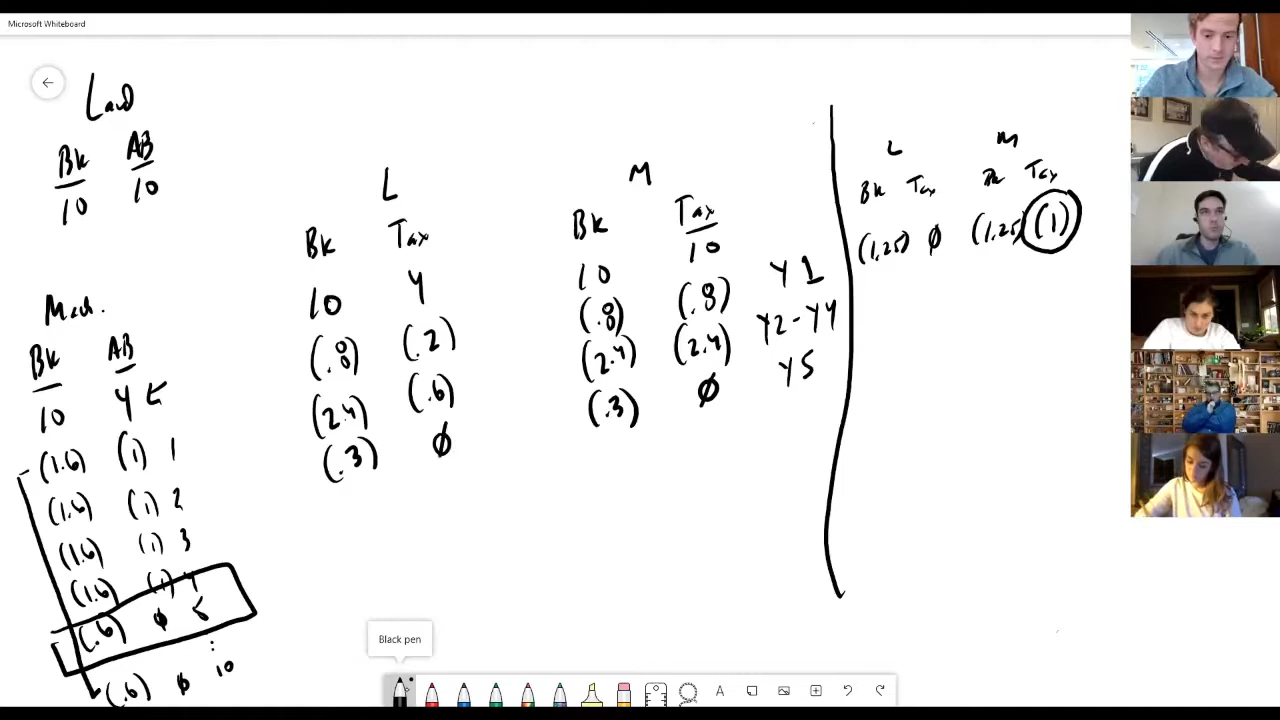 Microsoft Whiteboard
Land
Bk AB
10 10
Mach.
Bk AB
10 4
(1.6) (1) 1
(1.6) (1) 2
(1.6) (1) 3
(1.6) (1) 4
(.6) ∅ 5
⋮
(.6) ∅ 10
L
Bk Tax
10 4
(.8) (.2)
(2.4) (.6)
(.3) ∅
M
Bk Tax
10 10
(.8) (.8) Y1
(2.4) (2.4) Y2-Y4
(.3) ∅ Y5
L M
Bk Tax Bk Tax
(1.25) ∅ (1.25) (1)
Black pen
A